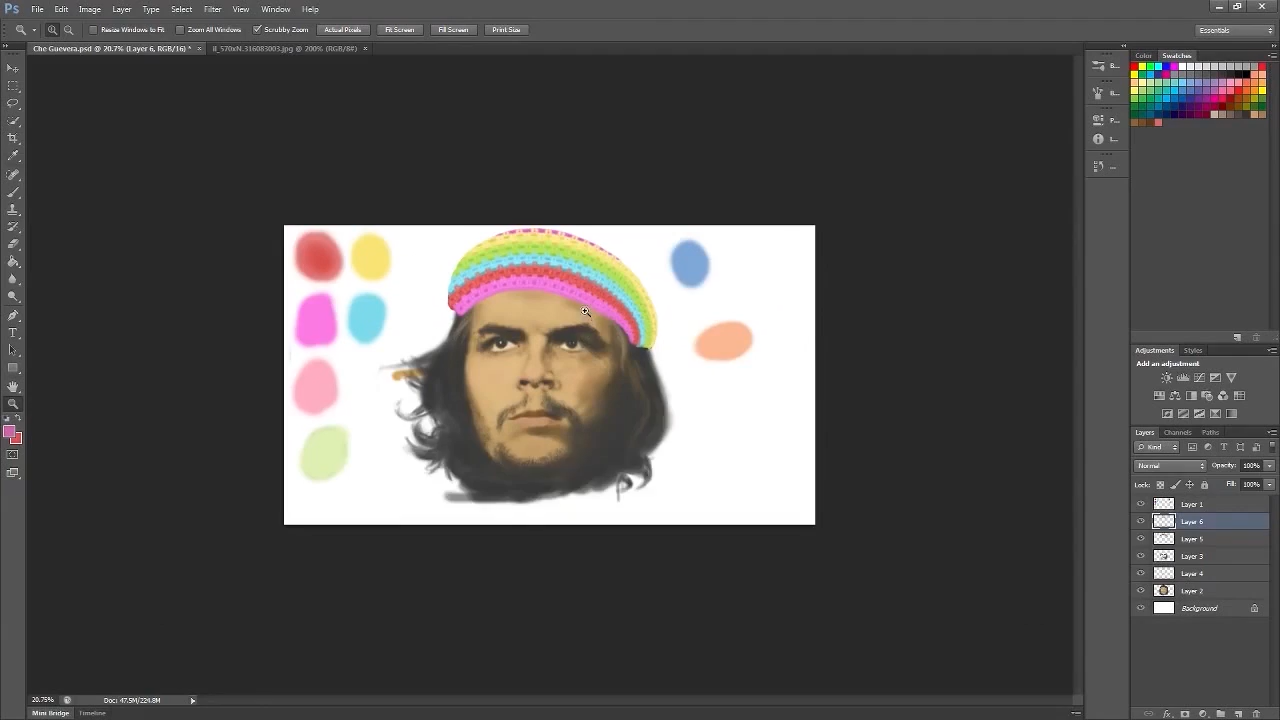 Ps File Edit Image Layer Type Select Filter View Window Help
Resize Windows to Fit Zoom All Windows Scrubby Zoom Actual Pixels Fit Screen Fill Screen Print Size Essentials
Che Guevera.psd @ 20.7% (Layer 6, RGB/16) * × il_570xN.316083003.jpg @ 200% (RGB/8#) ×
Color Swatches
B...
B...
P...
Adjustments Styles
Add an adjustment
Layers Channels Paths
Kind
Normal Opacity: 100%
Lock: Fill: 100%
Layer 1
Layer 6
Layer 5
Layer 3
Layer 4
Layer 2
Background
20.75% Doc: 47.5M/224.8M
Mini Bridge Timeline